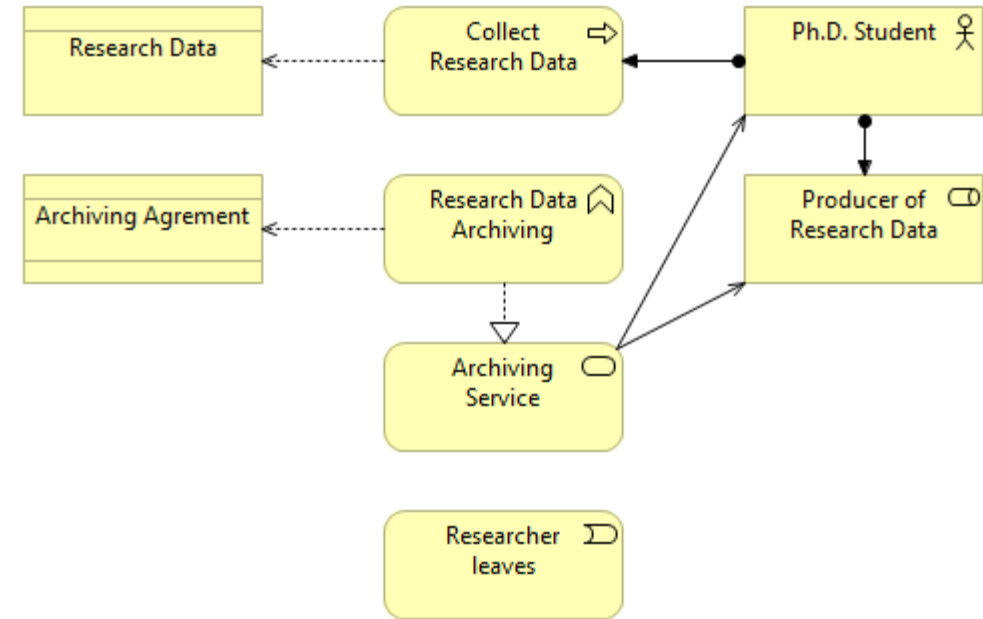 Research Data
Collect
Research Data
Ph.D. Student
Archiving Agrement
Research Data
Archiving
Producer of
Research Data
Archiving
Service
Researcher
leaves